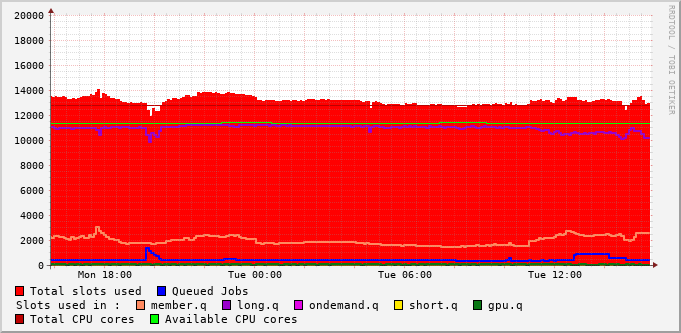 20000
18000
16000
14000
12000
10000
8000
6000
4000
2000
0
Mon 18:00 Tue 00:00 Tue 06:00 Tue 12:00
RRDTOOL / TOBI OETIKER
Total slots used Queued Jobs
Slots used in : member.q long.q ondemand.q short.q gpu.q
Total CPU cores Available CPU cores